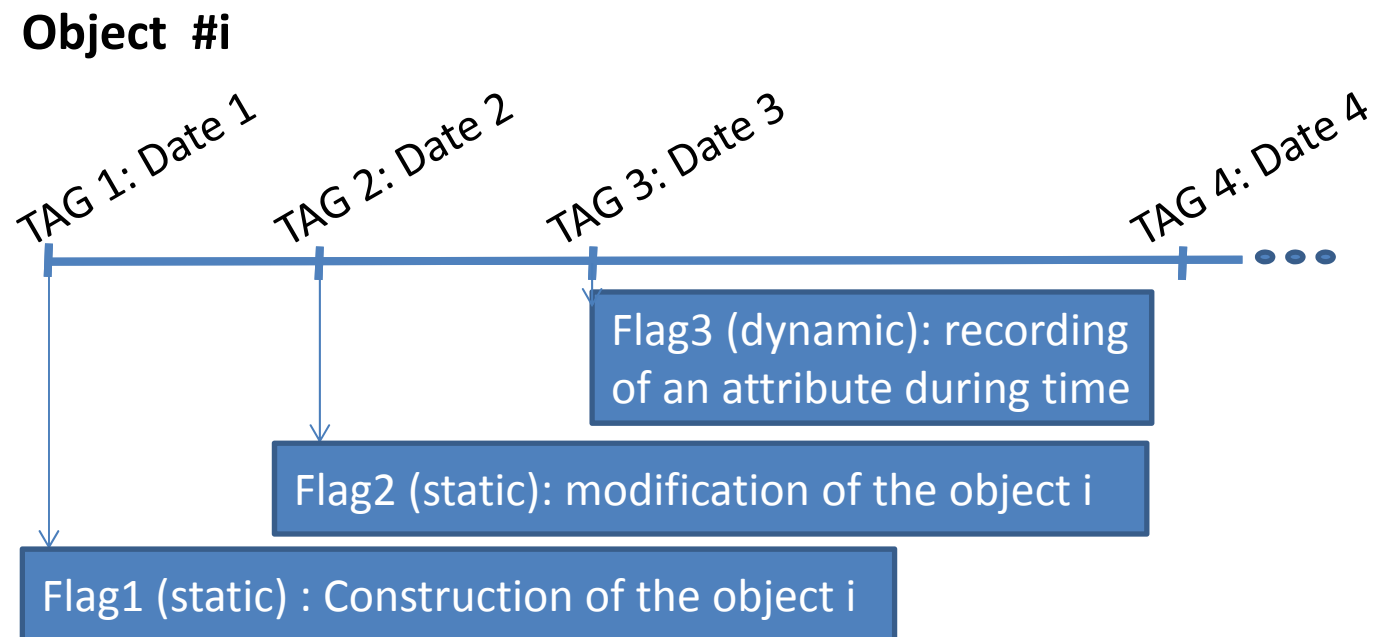 Object #i
TAG 1: Date 1
TAG 2: Date 2
TAG 3: Date 3
TAG 4: Date 4
Flag3 (dynamic): recording
of an attribute during time
Flag2 (static): modification of the object i
Flag1 (static) : Construction of the object i